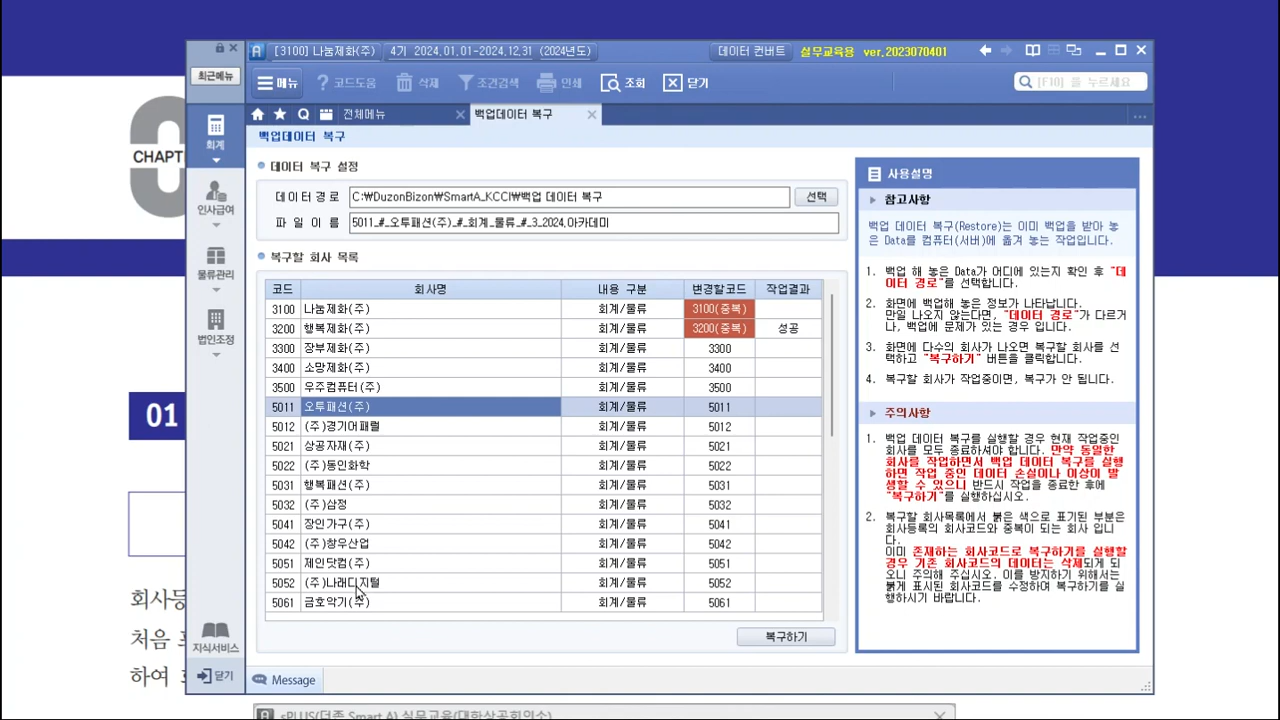 [3100] 나눔제화(주) 4기 2024.01.01-2024.12.31 (2024년도) 데이터 컨버트 실무교육용 ver.2023070401
최근메뉴
메뉴 코드도움 삭제 조건검색 인쇄 조회 닫기 [F10] 을 누르세요
전체메뉴 백업데이터 복구
백업데이터 복구
회계
인사급여
물류관리
법인조정
지식서비스
닫기
데이터 복구 설정
데이터경로 C:₩DuzonBizon₩SmartA_KCCI₩백업 데이터 복구 선택
파일이름 5011_#_오투패션(주)_#_회계_물류_#_3_2024.아카데미
복구할 회사 목록
코드 회사명 내용 구분 변경할코드 작업결과
3100 나눔제화(주) 회계/물류 3100(중복)
3200 행복제화(주) 회계/물류 3200(중복) 성공
3300 장부제화(주) 회계/물류 3300
3400 소망제화(주) 회계/물류 3400
3500 우주컴퓨터(주) 회계/물류 3500
5011 오투패션(주) 회계/물류 5011
5012 (주)경기어패럴 회계/물류 5012
5021 상공자재(주) 회계/물류 5021
5022 (주)동인화학 회계/물류 5022
5031 행복패션(주) 회계/물류 5031
5032 (주)삼정 회계/물류 5032
5041 장인가구(주) 회계/물류 5041
5042 (주)창우산업 회계/물류 5042
5051 제인닷컴(주) 회계/물류 5051
5052 (주)나래디지털 회계/물류 5052
5061 금호악기(주) 회계/물류 5061
복구하기
사용설명
참고사항
백업 데이터 복구(Restore)는 이미 백업을 받아 놓
은 Data를 컴퓨터(서버)에 옮겨 놓는 작업입니다.
1. 백업 해 놓은 Data가 어디에 있는지 확인 후 "데
이터 경로"를 선택합니다.
2. 화면에 백업해 놓은 정보가 나타납니다.
만일 나오지 않는다면, "데이터 경로"가 다르거
나, 백업에 문제가 있는 경우 입니다.
3. 화면에 다수의 회사가 나오면 복구할 회사를 선
택하고 "복구하기" 버튼을 클릭합니다.
4. 복구할 회사가 작업중이면, 복구가 안 됩니다.
주의사항
1. 백업 데이터 복구를 실행할 경우 현재 작업중인
회사를 모두 종료하셔야 합니다. 만약 동일한
회사를 작업하면서 백업 데이터 복구를 실행
하면 작업 중인 데이터 손실이나 이상이 발
생할 수 있으니 반드시 작업을 종료한 후에
"복구하기"를 실행하십시오.
2. 복구할 회사목록에서 붉은 색으로 표기된 부분은
회사등록의 회사코드와 중복이 되는 회사 입니
다.
이미 존재하는 회사코드로 복구하기를 실행할
경우 기존 회사코드의 데이터는 삭제되게 되
오니 주의해 주십시오. 이를 방지하기 위해서는
붉게 표시된 회사코드를 수정하여 복구하기를 실
행하시기 바랍니다.
Message
CHAPT
01
회사등
처음
하여
sPLUS(더존 Smart A) 실무교육(대한상공회의소)